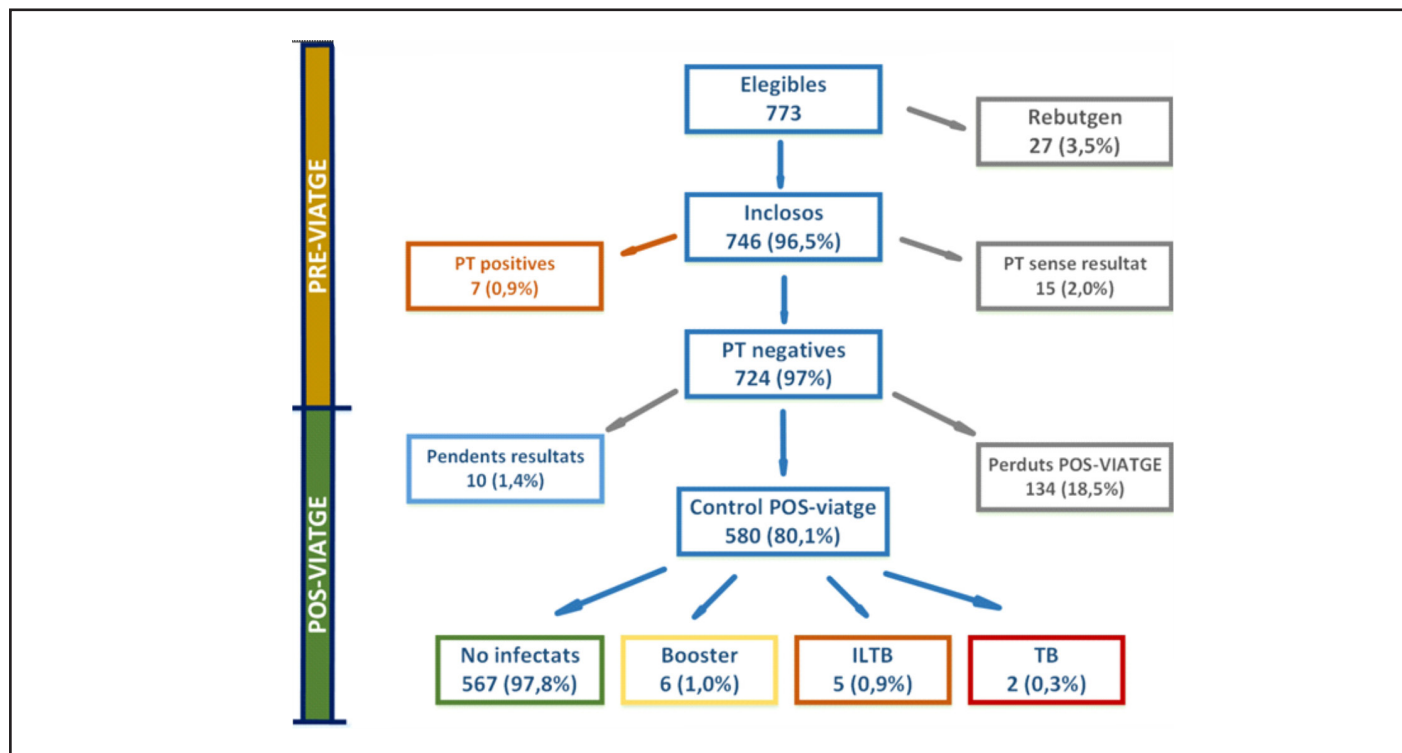 PRE-VIATGE
Elegibles
773
Rebutgen
27 (3,5%)
Inclosos
746 (96,5%)
PT positives
7 (0,9%)
PT sense resultat
15 (2,0%)
PT negatives
724 (97%)
POS-VIATGE
Pendents resultats
10 (1,4%)
Perduts POS-VIATGE
134 (18,5%)
Control POS-viatge
580 (80,1%)
No infectats
567 (97,8%)
Booster
6 (1,0%)
ILTB
5 (0,9%)
TB
2 (0,3%)